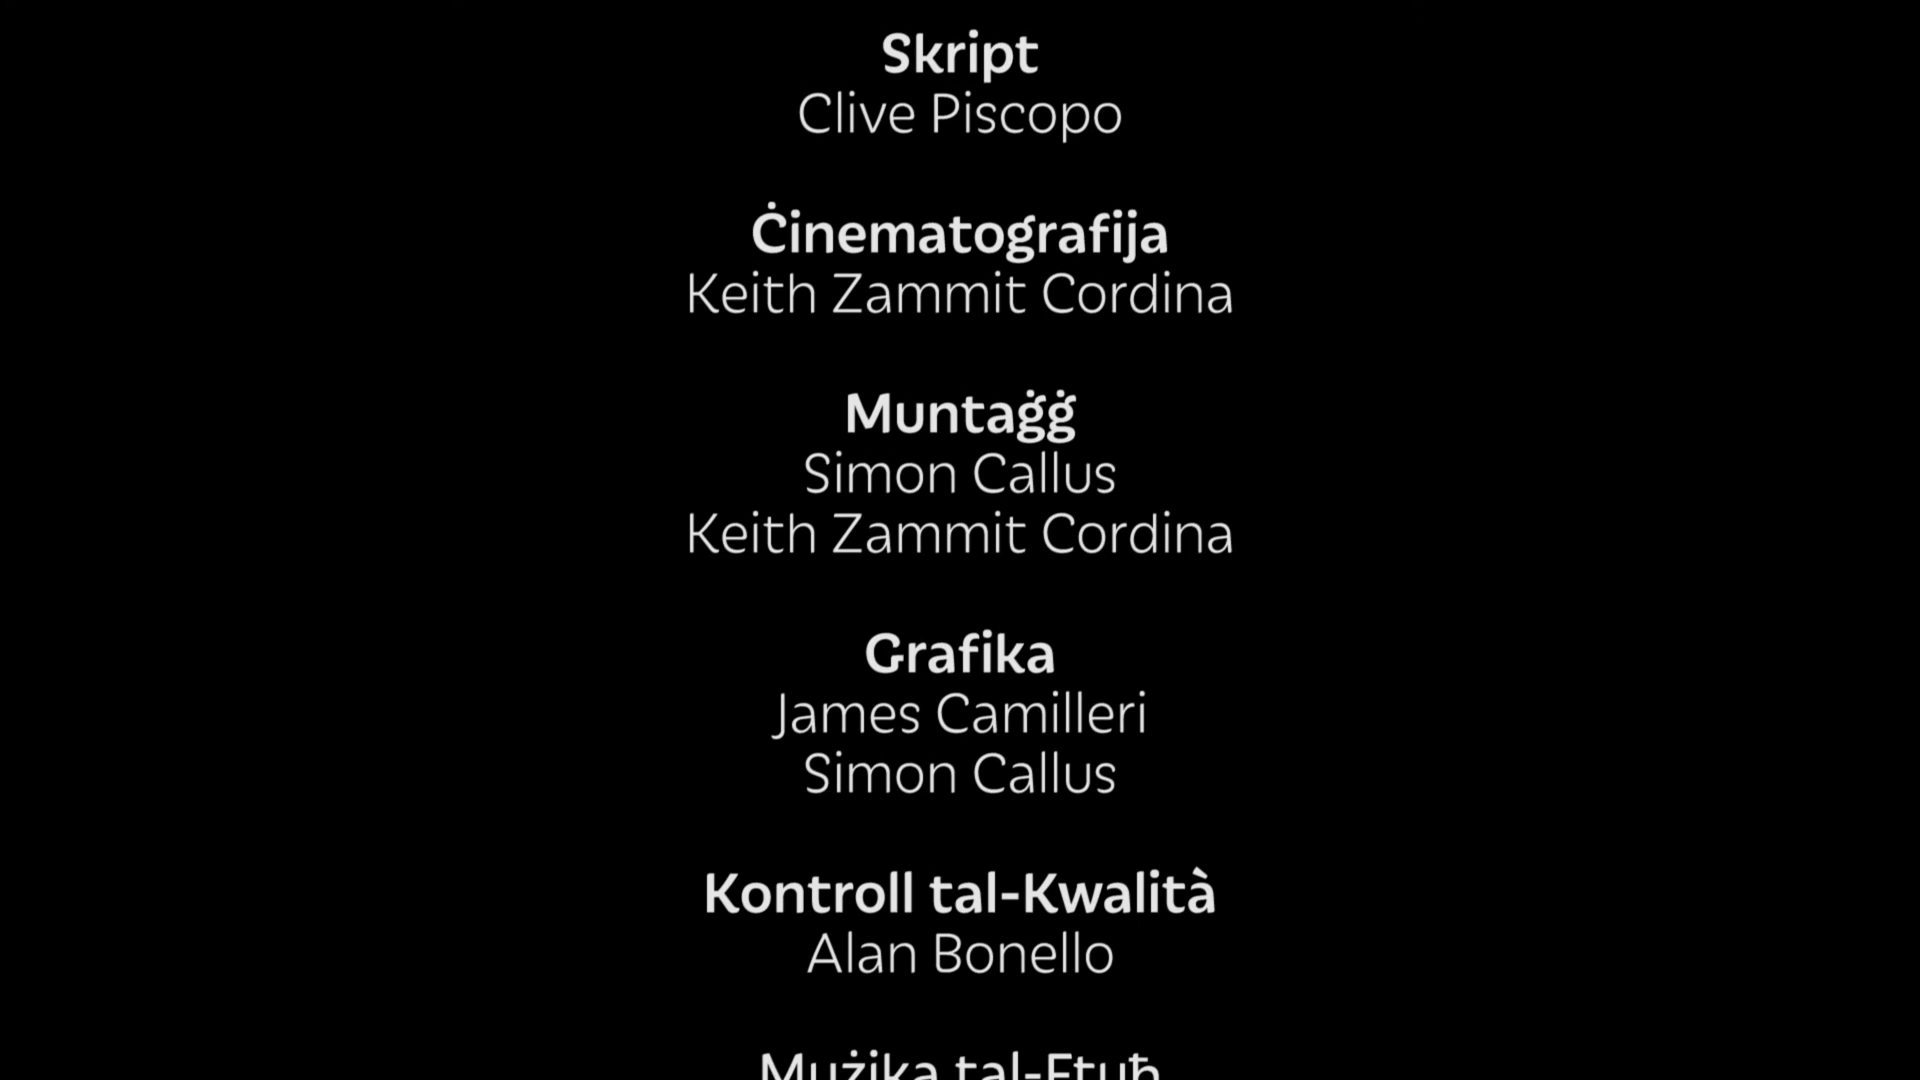 Skript
Clive Piscopo
Ċinematografija
Keith Zammit Cordina
Muntaġġ
Simon Callus
Keith Zammit Cordina
Grafika
James Camilleri
Simon Callus
Kontroll tal-Kwalità
Alan Bonello
Mużika tal-Ftuħ